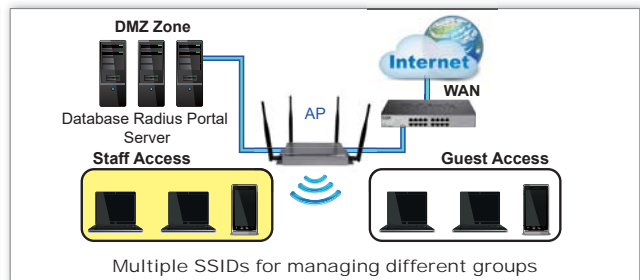 DMZ Zone
Internet
WAN
AP
Database Radius Portal
Server
Staff Access
Guest Access
Multiple SSIDs for managing different groups